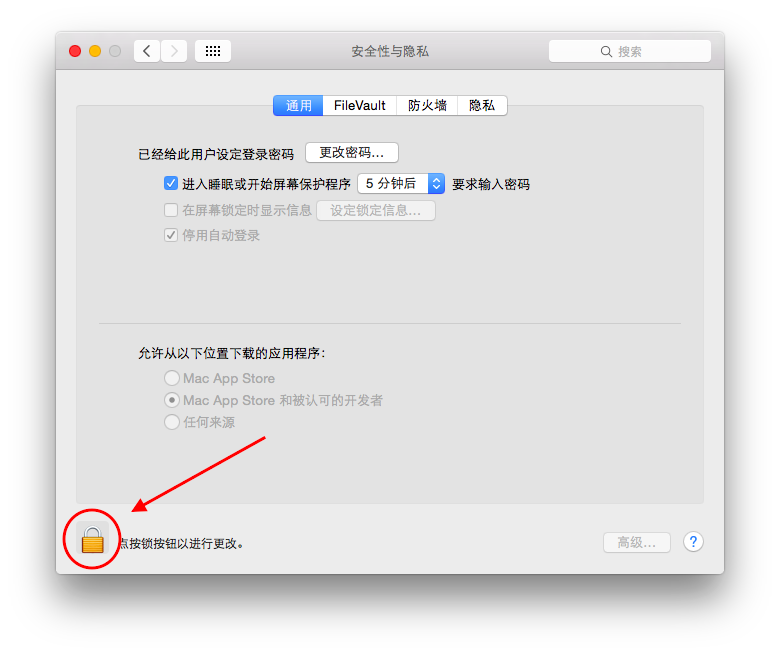 安全性与隐私
搜索
通用 FileVault 防火墙 隐私
已经给此用户设定登录密码 更改密码...
进入睡眠或开始屏幕保护程序 5 分钟后 要求输入密码
在屏幕锁定时显示信息 设定锁定信息...
停用自动登录
允许从以下位置下载的应用程序：
Mac App Store
Mac App Store 和被认可的开发者
任何来源
点按锁按钮以进行更改。
高级... ?